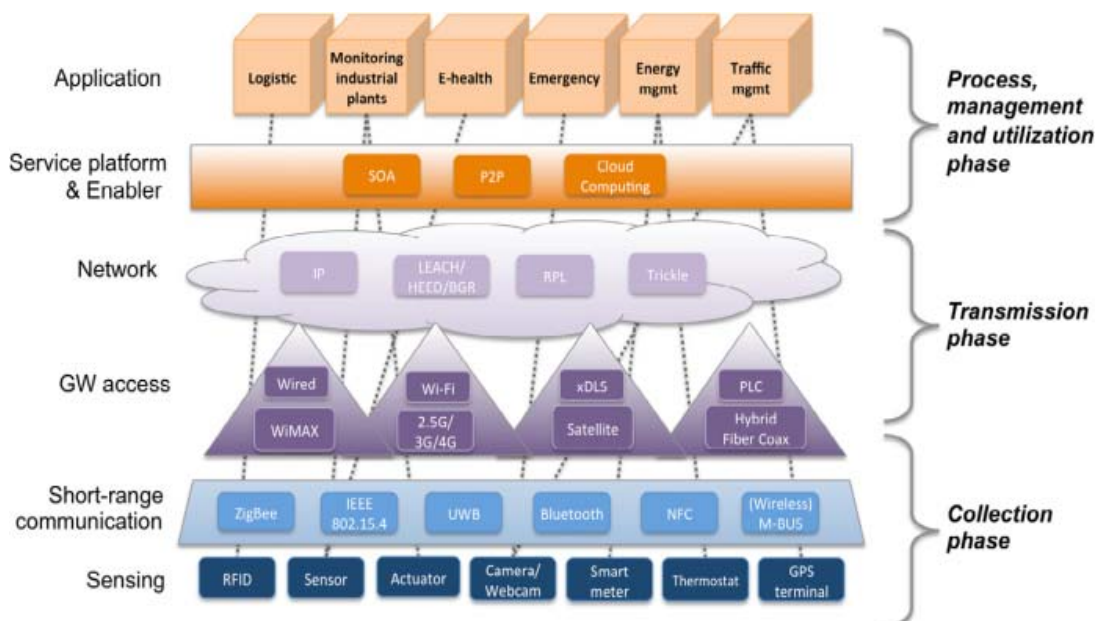 Application
Logistic
Monitoring
industrial
plants
E-health
Emergency
Energy
mgmt
Traffic
mgmt
Process,
management
and utilization
phase
Service platform
& Enabler
SOA
P2P
Cloud
Computing
Network
IP
LEACH/
HEED/BGR
RPL
Trickle
Transmission
phase
GW access
Wired
WiMAX
Wi-Fi
2.5G/
3G/4G
xDLS
Satellite
PLC
Hybrid
Fiber Coax
Short-range
communication
ZigBee
IEEE
802.15.4
UWB
Bluetooth
NFC
(Wireless)
M-BUS
Collection
phase
Sensing
RFID
Sensor
Actuator
Camera/
Webcam
Smart
meter
Thermostat
GPS
terminal